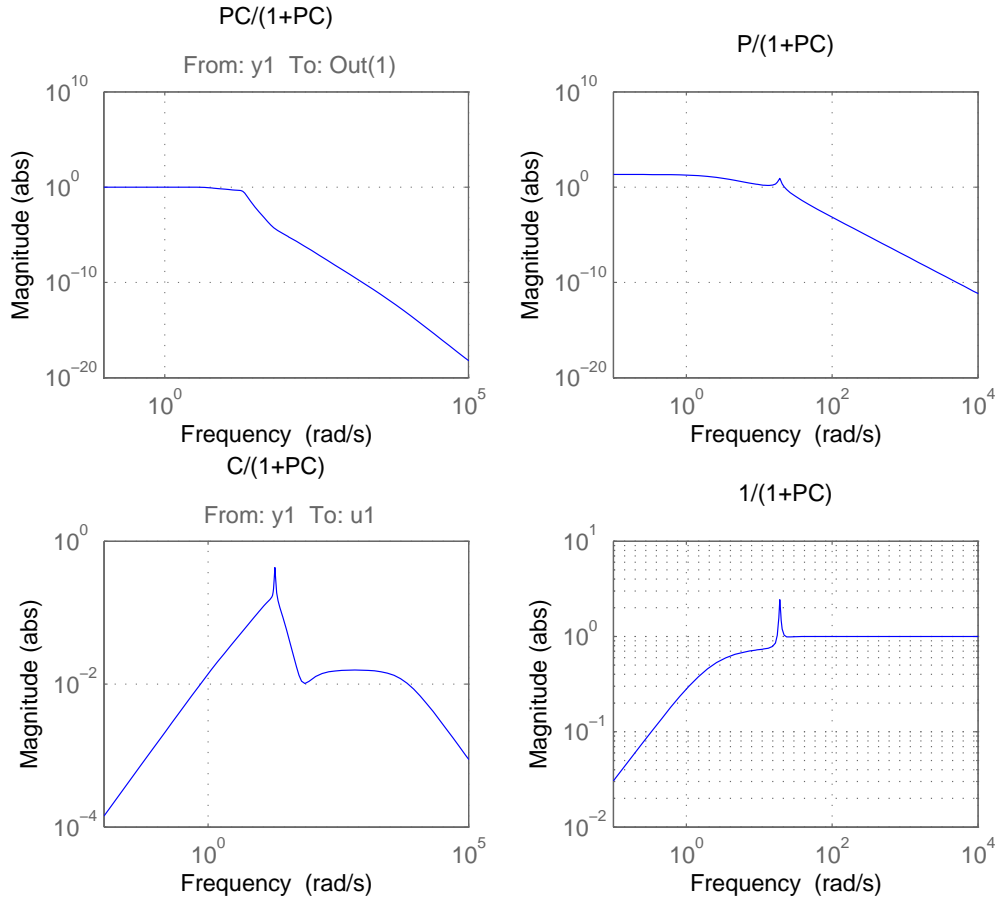 PC/(1+PC)
From: y1 To: Out(1)
Magnitude (abs)
10^10
10^0
10^-10
10^-20
10^0
10^5
Frequency (rad/s)
P/(1+PC)
Magnitude (abs)
10^10
10^0
10^-10
10^-20
10^0
10^2
10^4
Frequency (rad/s)
C/(1+PC)
From: y1 To: u1
Magnitude (abs)
10^0
10^-2
10^-4
10^0
10^5
Frequency (rad/s)
1/(1+PC)
Magnitude (abs)
10^1
10^0
10^-1
10^-2
10^0
10^2
10^4
Frequency (rad/s)